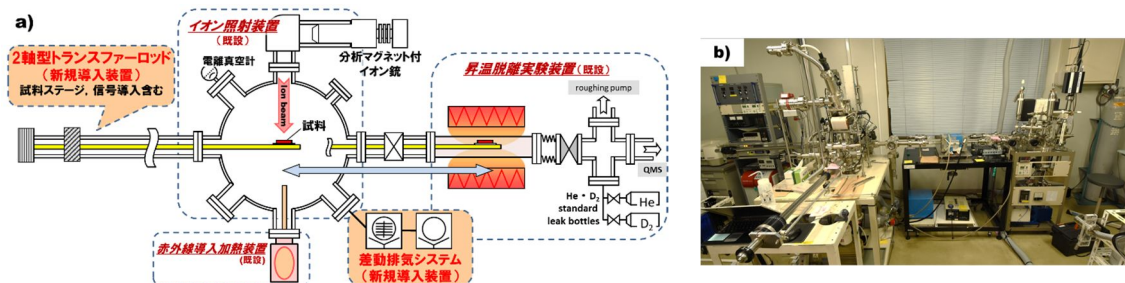 a)
イオン照射装置
(既設)
2軸型トランスファーロッド
(新規導入装置)
試料ステージ, 信号導入含む
電離真空計
分析マグネット付
イオン銃
Ion beam
試料
昇温脱離実験装置(既設)
roughing pump
QMS
He・D₂
standard
leak bottles
He
D₂
赤外線導入加熱装置
(既設)
差動排気システム
(新規導入装置)
b)